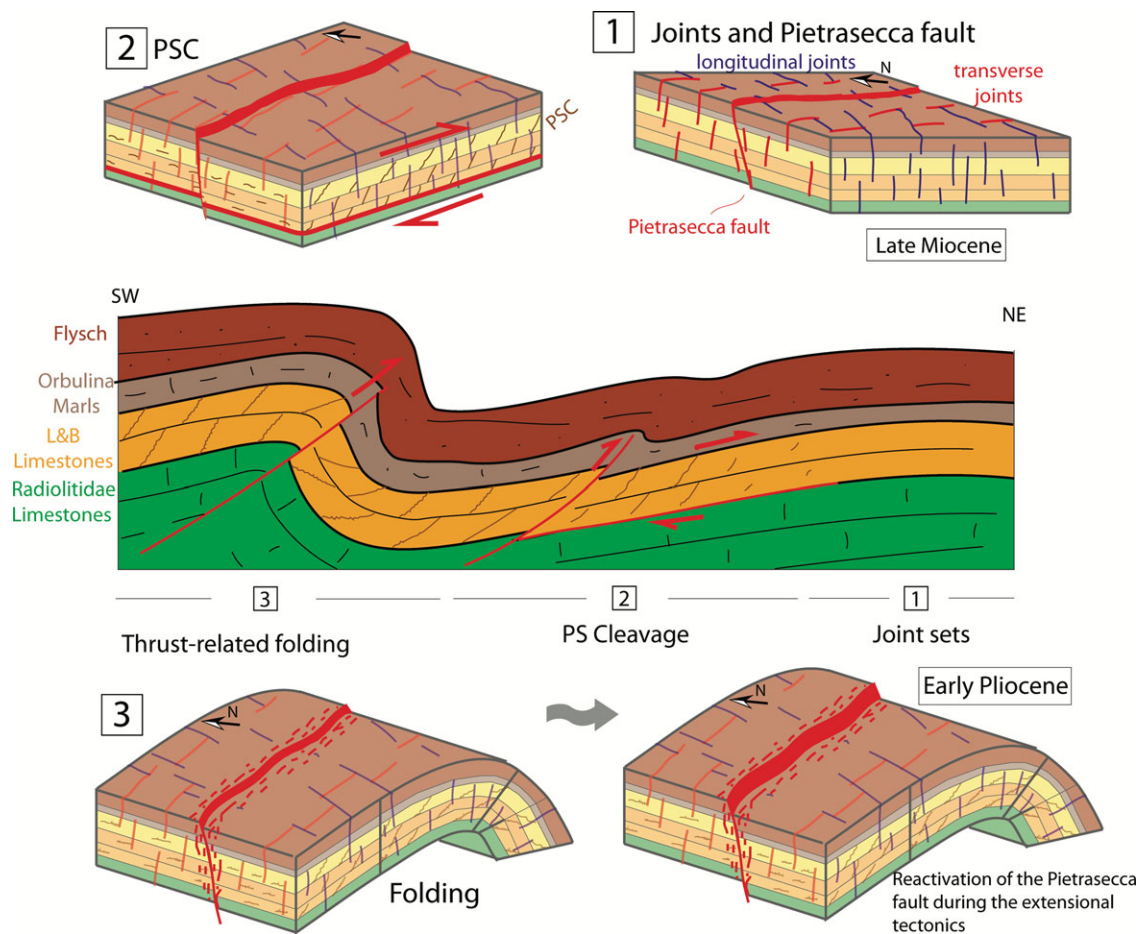 2 PSC
PSC
1 Joints and Pietrasecca fault
longitudinal joints
N
transverse
joints
Pietrasecca fault
Late Miocene
SW
NE
Flysch
Orbulina
Marls
L&B
Limestones
Radiolitidae
Limestones
3
2
1
Thrust-related folding
PS Cleavage
Joint sets
3
N
Folding
Early Pliocene
N
Reactivation of the Pietrasecca
fault during the extensional
tectonics